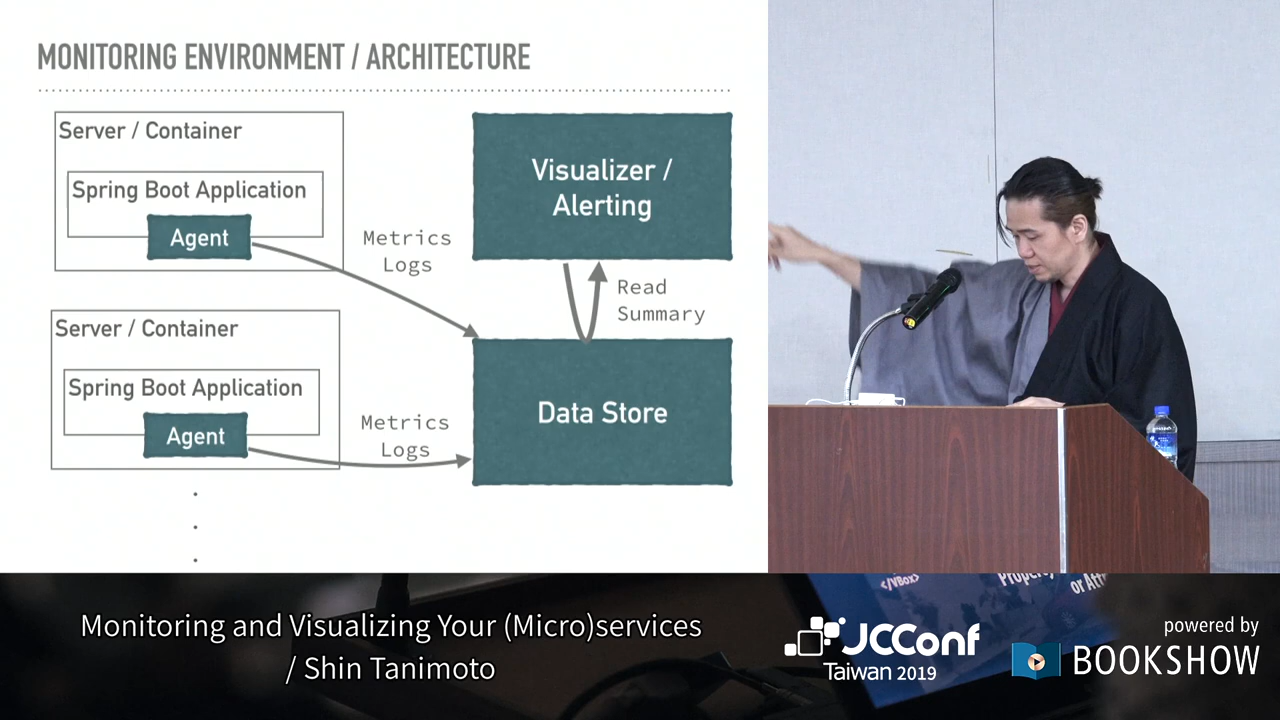 MONITORING ENVIRONMENT / ARCHITECTURE
Server / Container
Spring Boot Application
Agent
Metrics
Logs
Visualizer /
Alerting
Read
Summary
Server / Container
Spring Boot Application
Agent
Metrics
Logs
Data Store
</VBox>
or
Monitoring and Visualizing Your (Micro)services
/ Shin Tanimoto
JCConf
Taiwan 2019
powered by
BOOKSHOW